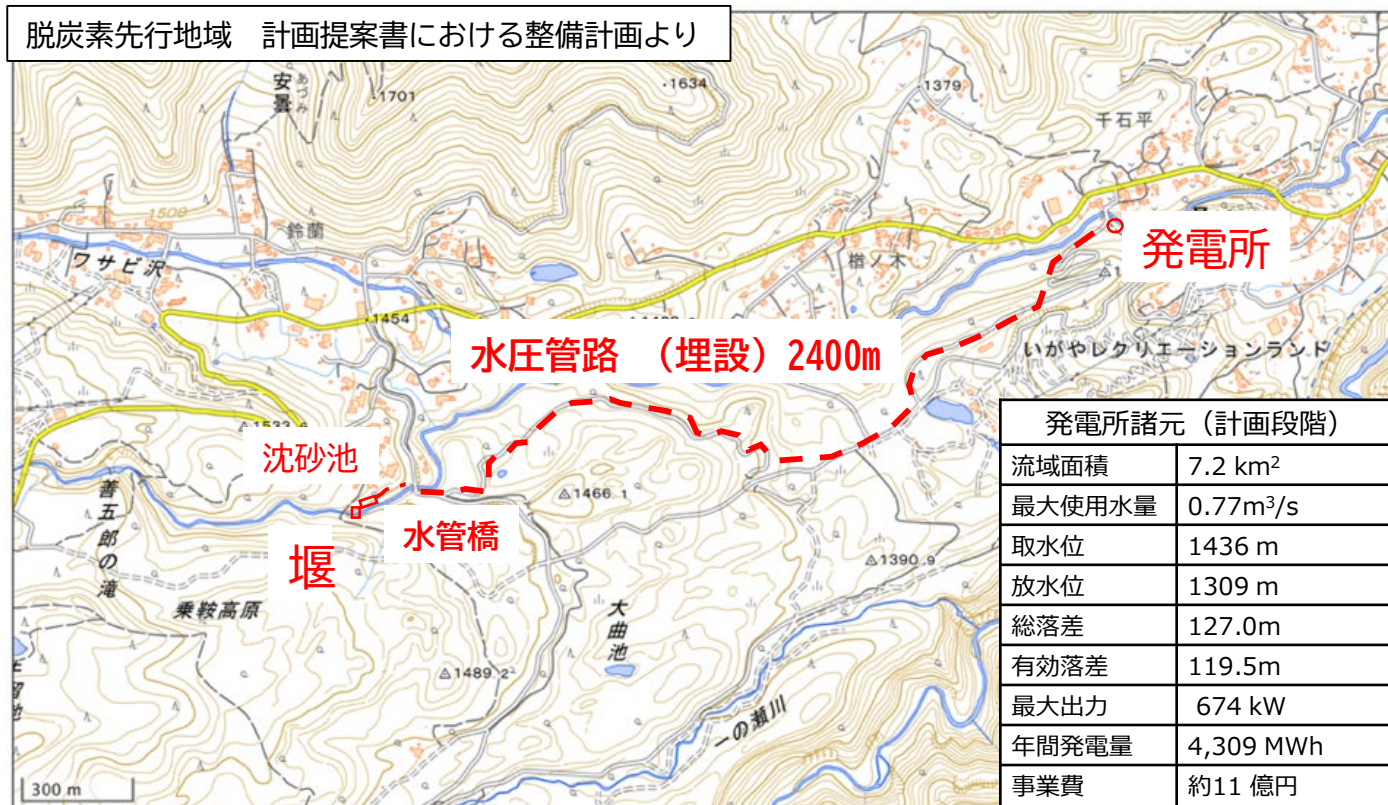 脱炭素先行地域　計画提案書における整備計画より
安曇
あづみ
・1701
・1634
1379
千石平
1509
鈴蘭
ワサビ沢
・1454
楢ノ木
発電所
水圧管路　（埋設）2400m
いがやレクリエーションランド
△1533
沈砂池
善五郎の滝
堰
水管橋
△1466.1
△1390.9
乗鞍高原
大曲池
△1489.2
一の瀬川
300 m
発電所諸元（計画段階）
流域面積 7.2 km²
最大使用水量 0.77m³/s
取水位 1436 m
放水位 1309 m
総落差 127.0m
有効落差 119.5m
最大出力 674 kW
年間発電量 4,309 MWh
事業費 約11 億円